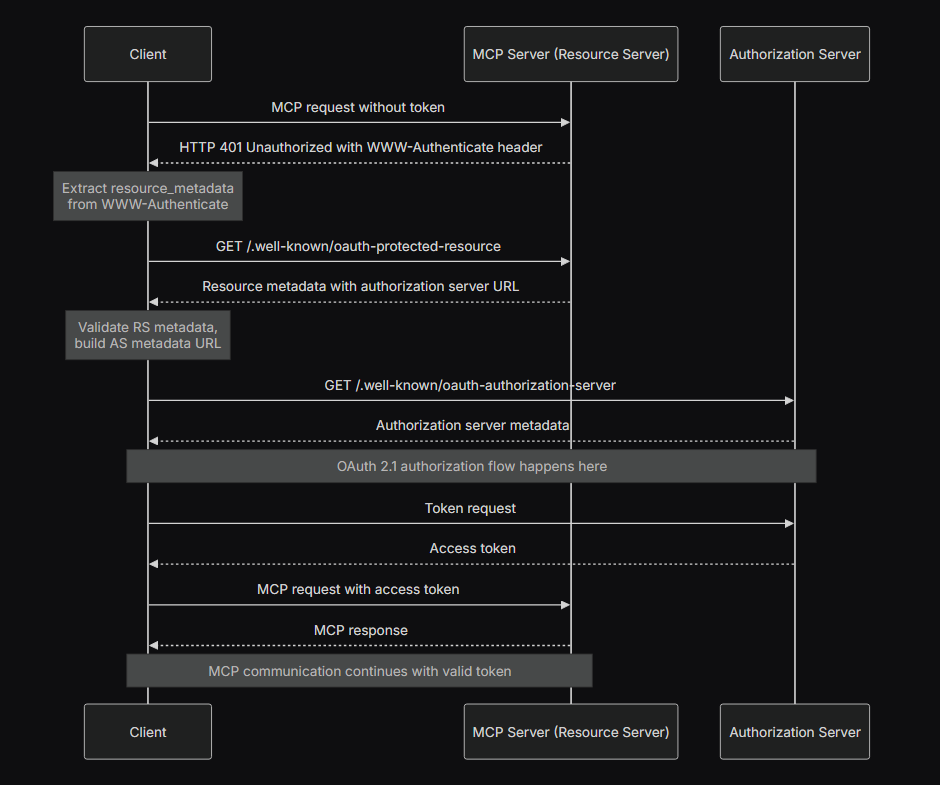 Client
MCP Server (Resource Server)
Authorization Server
MCP request without token
HTTP 401 Unauthorized with WWW-Authenticate header
Extract resource_metadata
from WWW-Authenticate
GET /.well-known/oauth-protected-resource
Resource metadata with authorization server URL
Validate RS metadata,
build AS metadata URL
GET /.well-known/oauth-authorization-server
Authorization server metadata
OAuth 2.1 authorization flow happens here
Token request
Access token
MCP request with access token
MCP response
MCP communication continues with valid token
Client
MCP Server (Resource Server)
Authorization Server